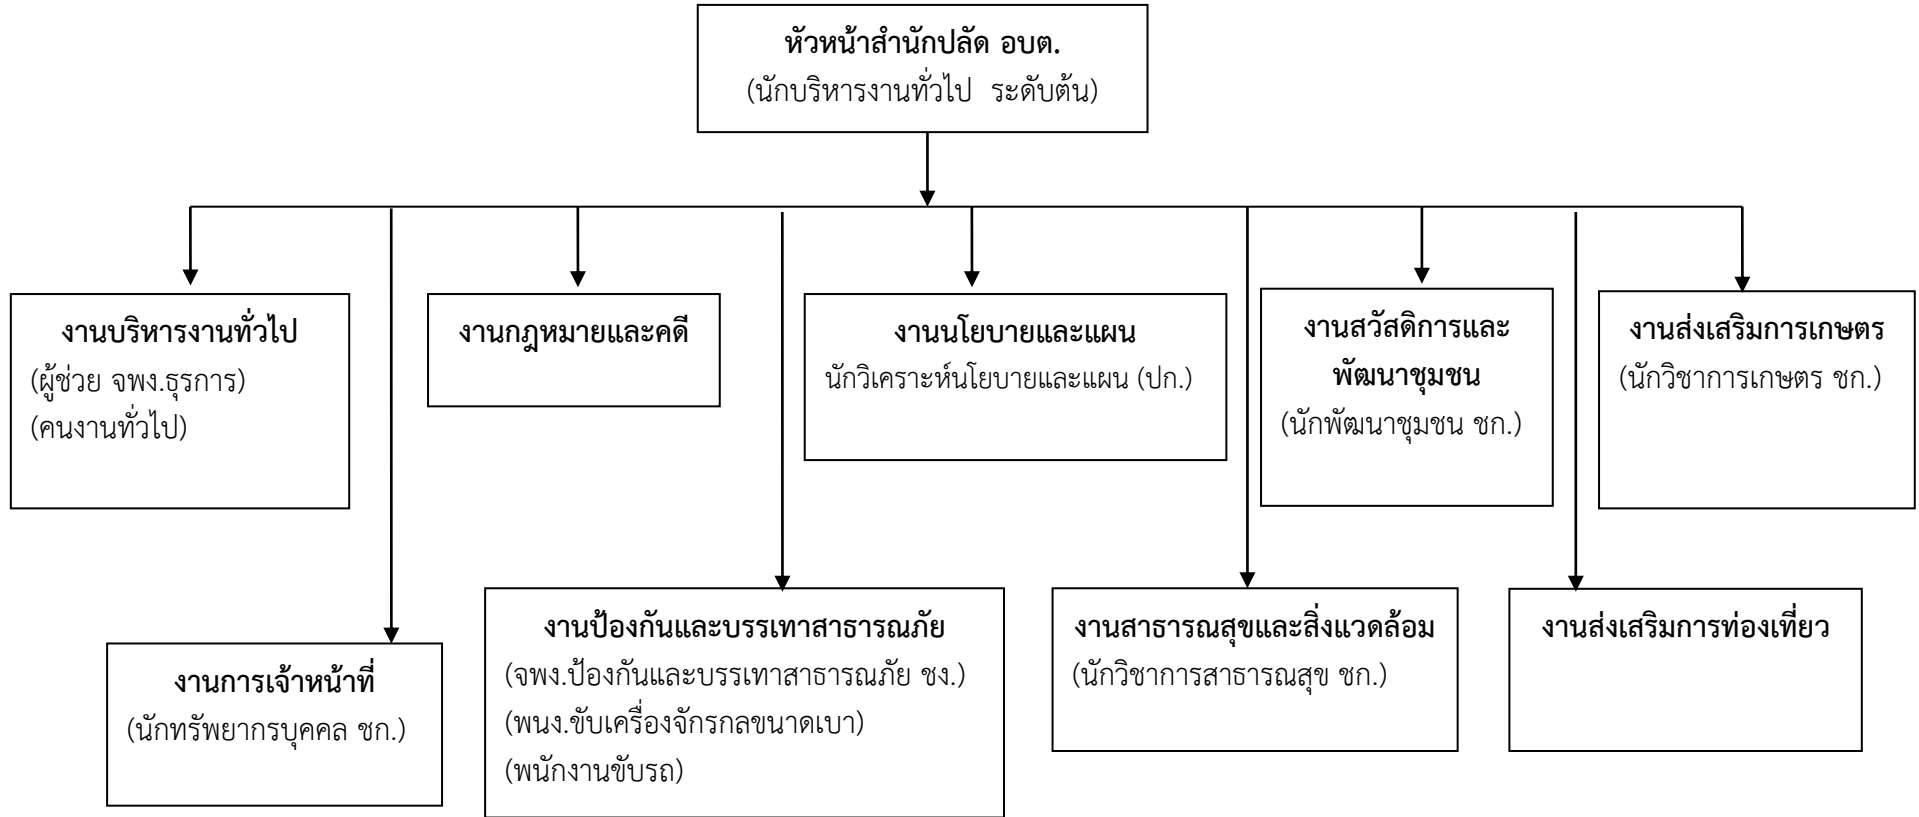 หัวหน้าสำนักปลัด อบต.
(นักบริหารงานทั่วไป ระดับต้น)
งานบริหารงานทั่วไป
(ผู้ช่วย จพง.ธุรการ)
(คนงานทั่วไป)
งานกฎหมายและคดี
งานนโยบายและแผน
นักวิเคราะห์นโยบายและแผน (ปก.)
งานสวัสดิการและ
พัฒนาชุมชน
(นักพัฒนาชุมชน ชก.)
งานส่งเสริมการเกษตร
(นักวิชาการเกษตร ชก.)
งานการเจ้าหน้าที่
(นักทรัพยากรบุคคล ชก.)
งานป้องกันและบรรเทาสาธารณภัย
(จพง.ป้องกันและบรรเทาสาธารณภัย ชง.)
(พนง.ขับเครื่องจักรกลขนาดเบา)
(พนักงานขับรถ)
งานสาธารณสุขและสิ่งแวดล้อม
(นักวิชาการสาธารณสุข ชก.)
งานส่งเสริมการท่องเที่ยว